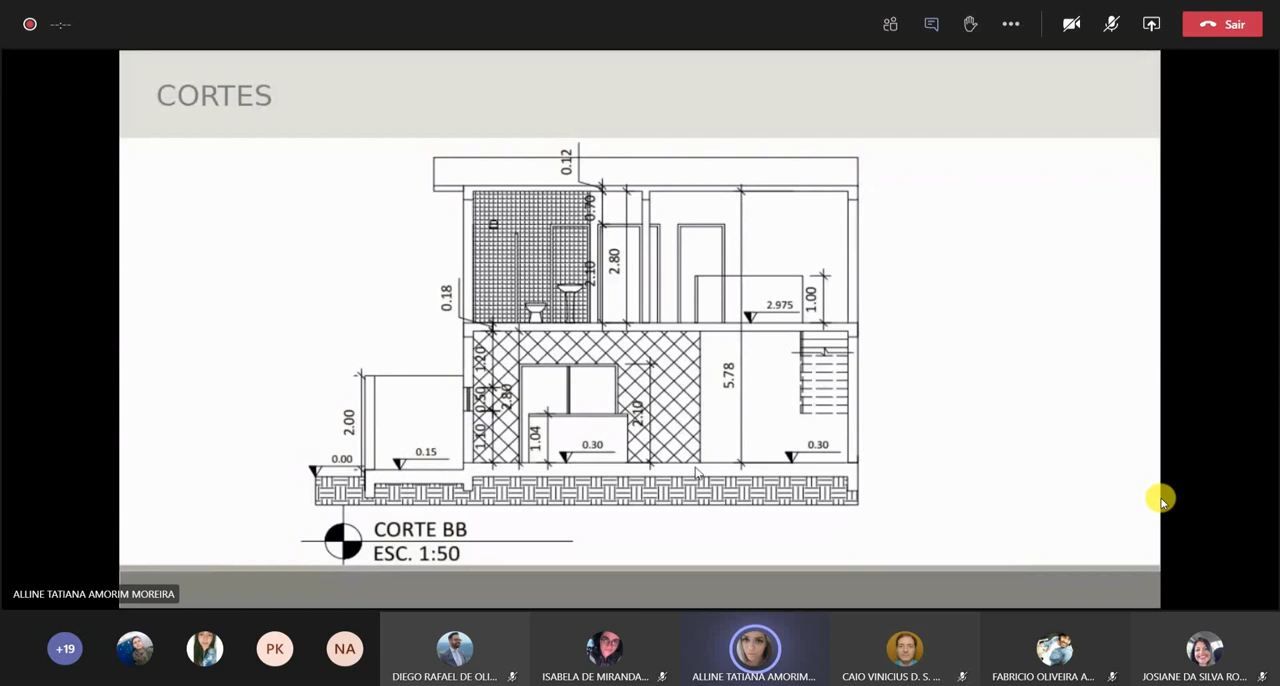 --:--
Sair
CORTES
0.12
0.70
2.10
2.80
0.18
2.975
1.00
1.20
0.50
1.10
2.80
2.10
1.04
0.30
5.78
0.30
2.00
0.15
0.00
CORTE BB
ESC. 1:50
ALLINE TATIANA AMORIM MOREIRA
+19
PK
NA
DIEGO RAFAEL DE OLI...
ISABELA DE MIRANDA...
ALLINE TATIANA AMORIM...
CAIO VINICIUS D. S. ...
FABRICIO OLIVEIRA A...
JOSIANE DA SILVA RO...